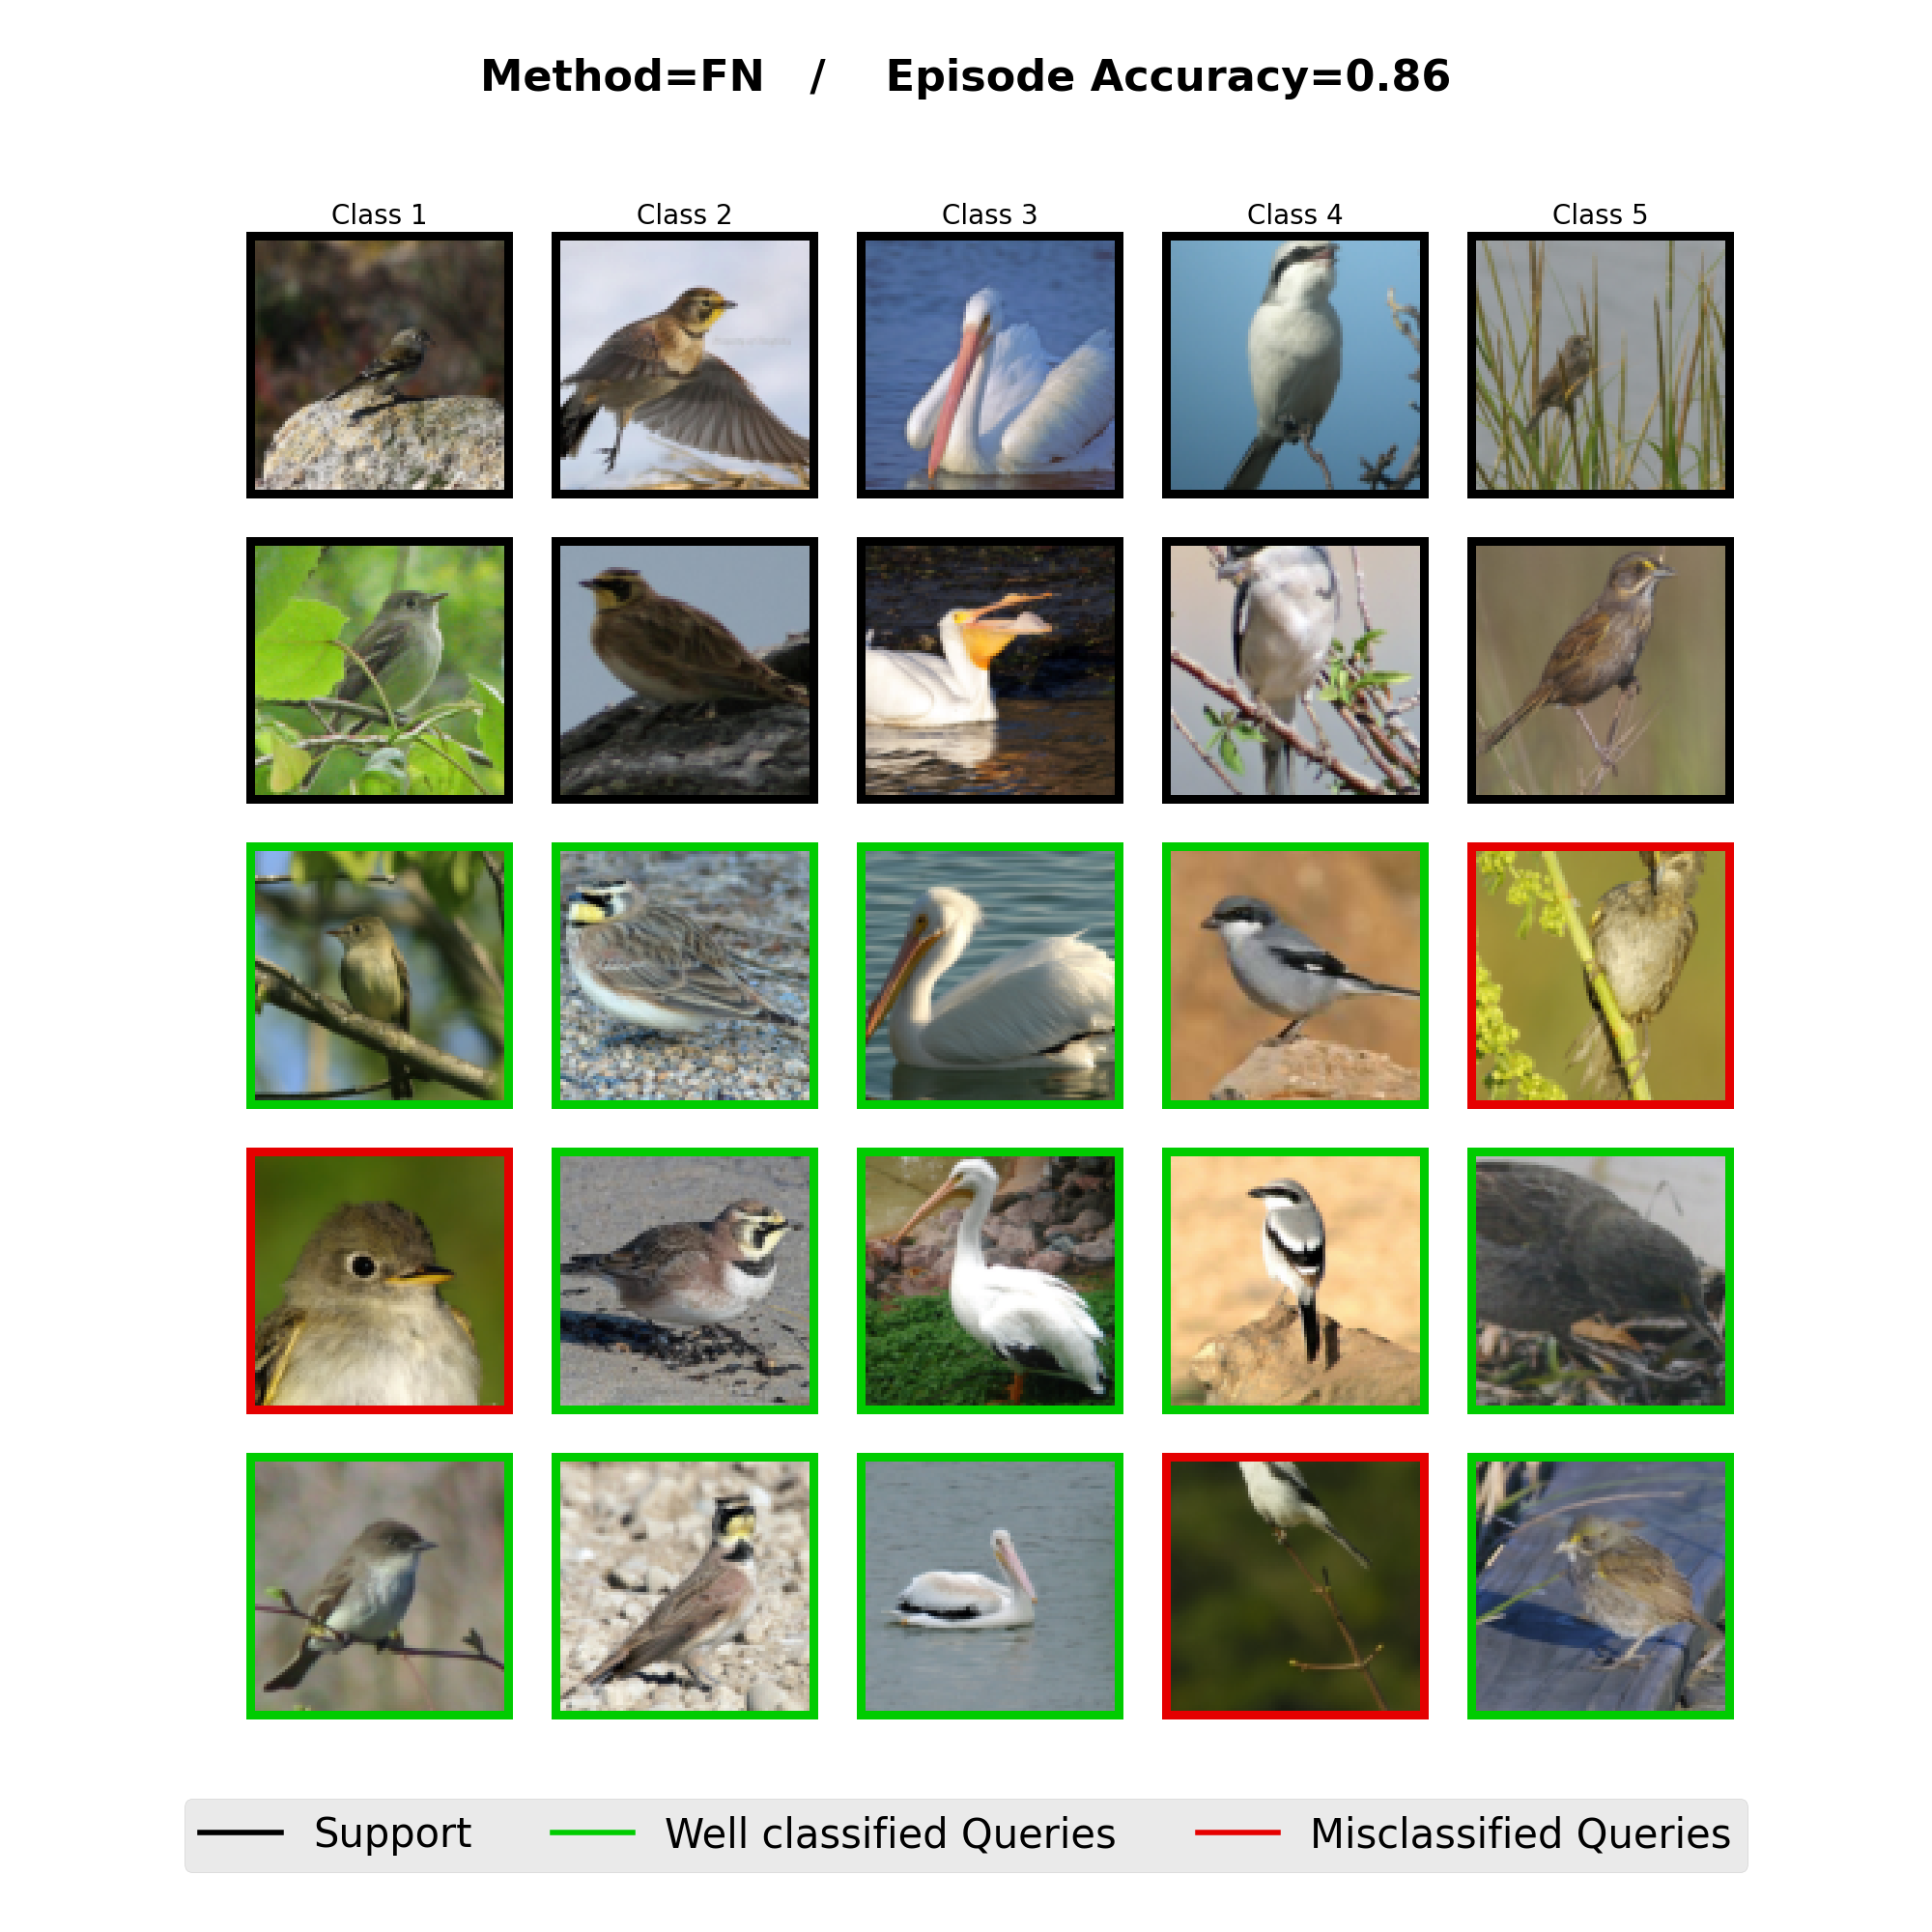 Method=FN / Episode Accuracy=0.86
Class 1
Class 2
Class 3
Class 4
Class 5
Support
Well classified Queries
Misclassified Queries